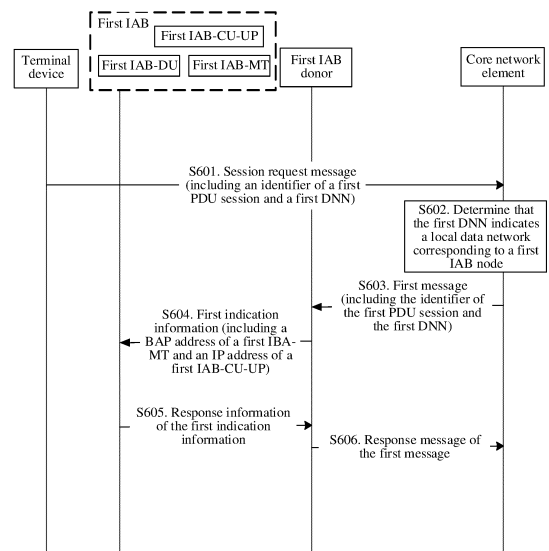 First IAB
First IAB-CU-UP
First IAB-DU
First IAB-MT
Terminal
device
First IAB
donor
Core network
element
S601. Session request message
(including an identifier of a first
PDU session and a first DNN)
S602. Determine that
the first DNN indicates
a local data network
corresponding to a first
IAB node
S603. First message
(including the identifier of
the first PDU session and
the first DNN)
S604. First indication
information (including a
BAP address of a first IBA-
MT and an IP address of a
first IAB-CU-UP)
S605. Response information
of the first indication
information
S606. Response message of
the first message